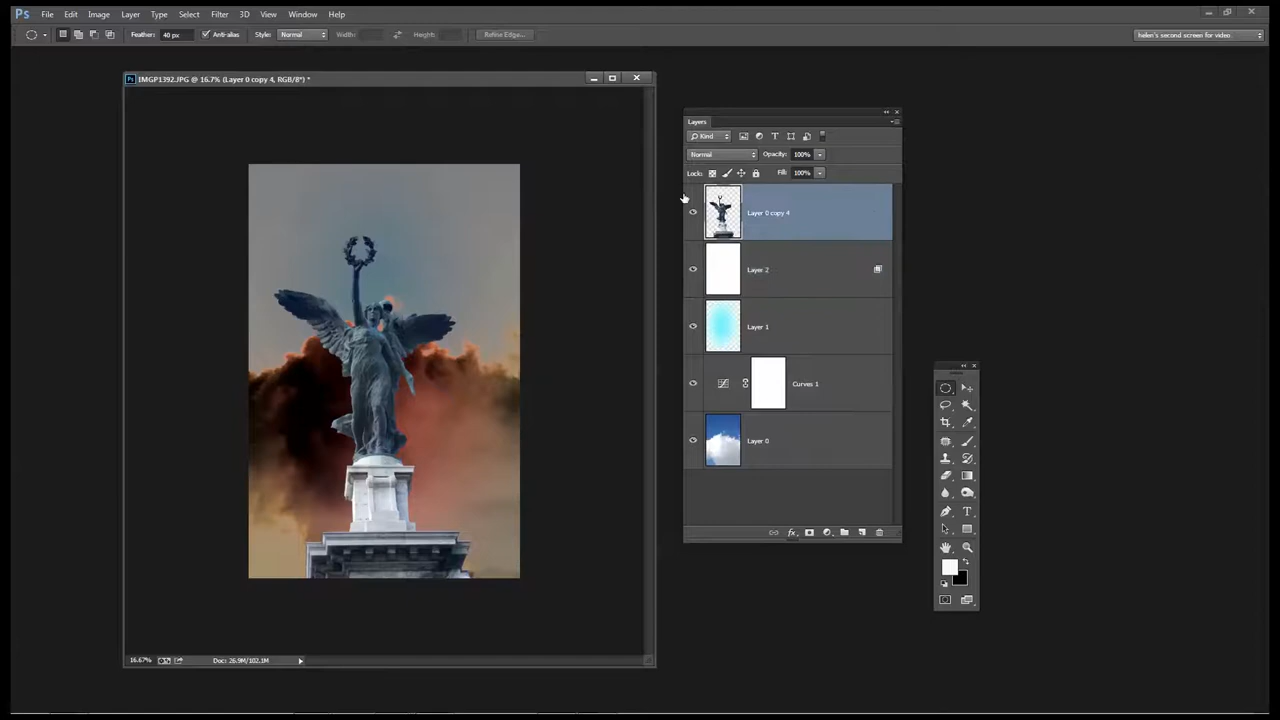 Ps File Edit Image Layer Type Select Filter 3D View Window Help
Feather: 40 px Anti-alias Style: Normal Width: Height: Refine Edge... helen's second screen for video
Ps IMGP1392.JPG @ 16.7% (Layer 0 copy 4, RGB/8*) *
Layers
Kind
Normal Opacity: 100%
Lock: Fill: 100%
Layer 0 copy 4
Layer 2
Layer 1
Curves 1
Layer 0
fx
16.67% Doc: 26.9M/102.1M